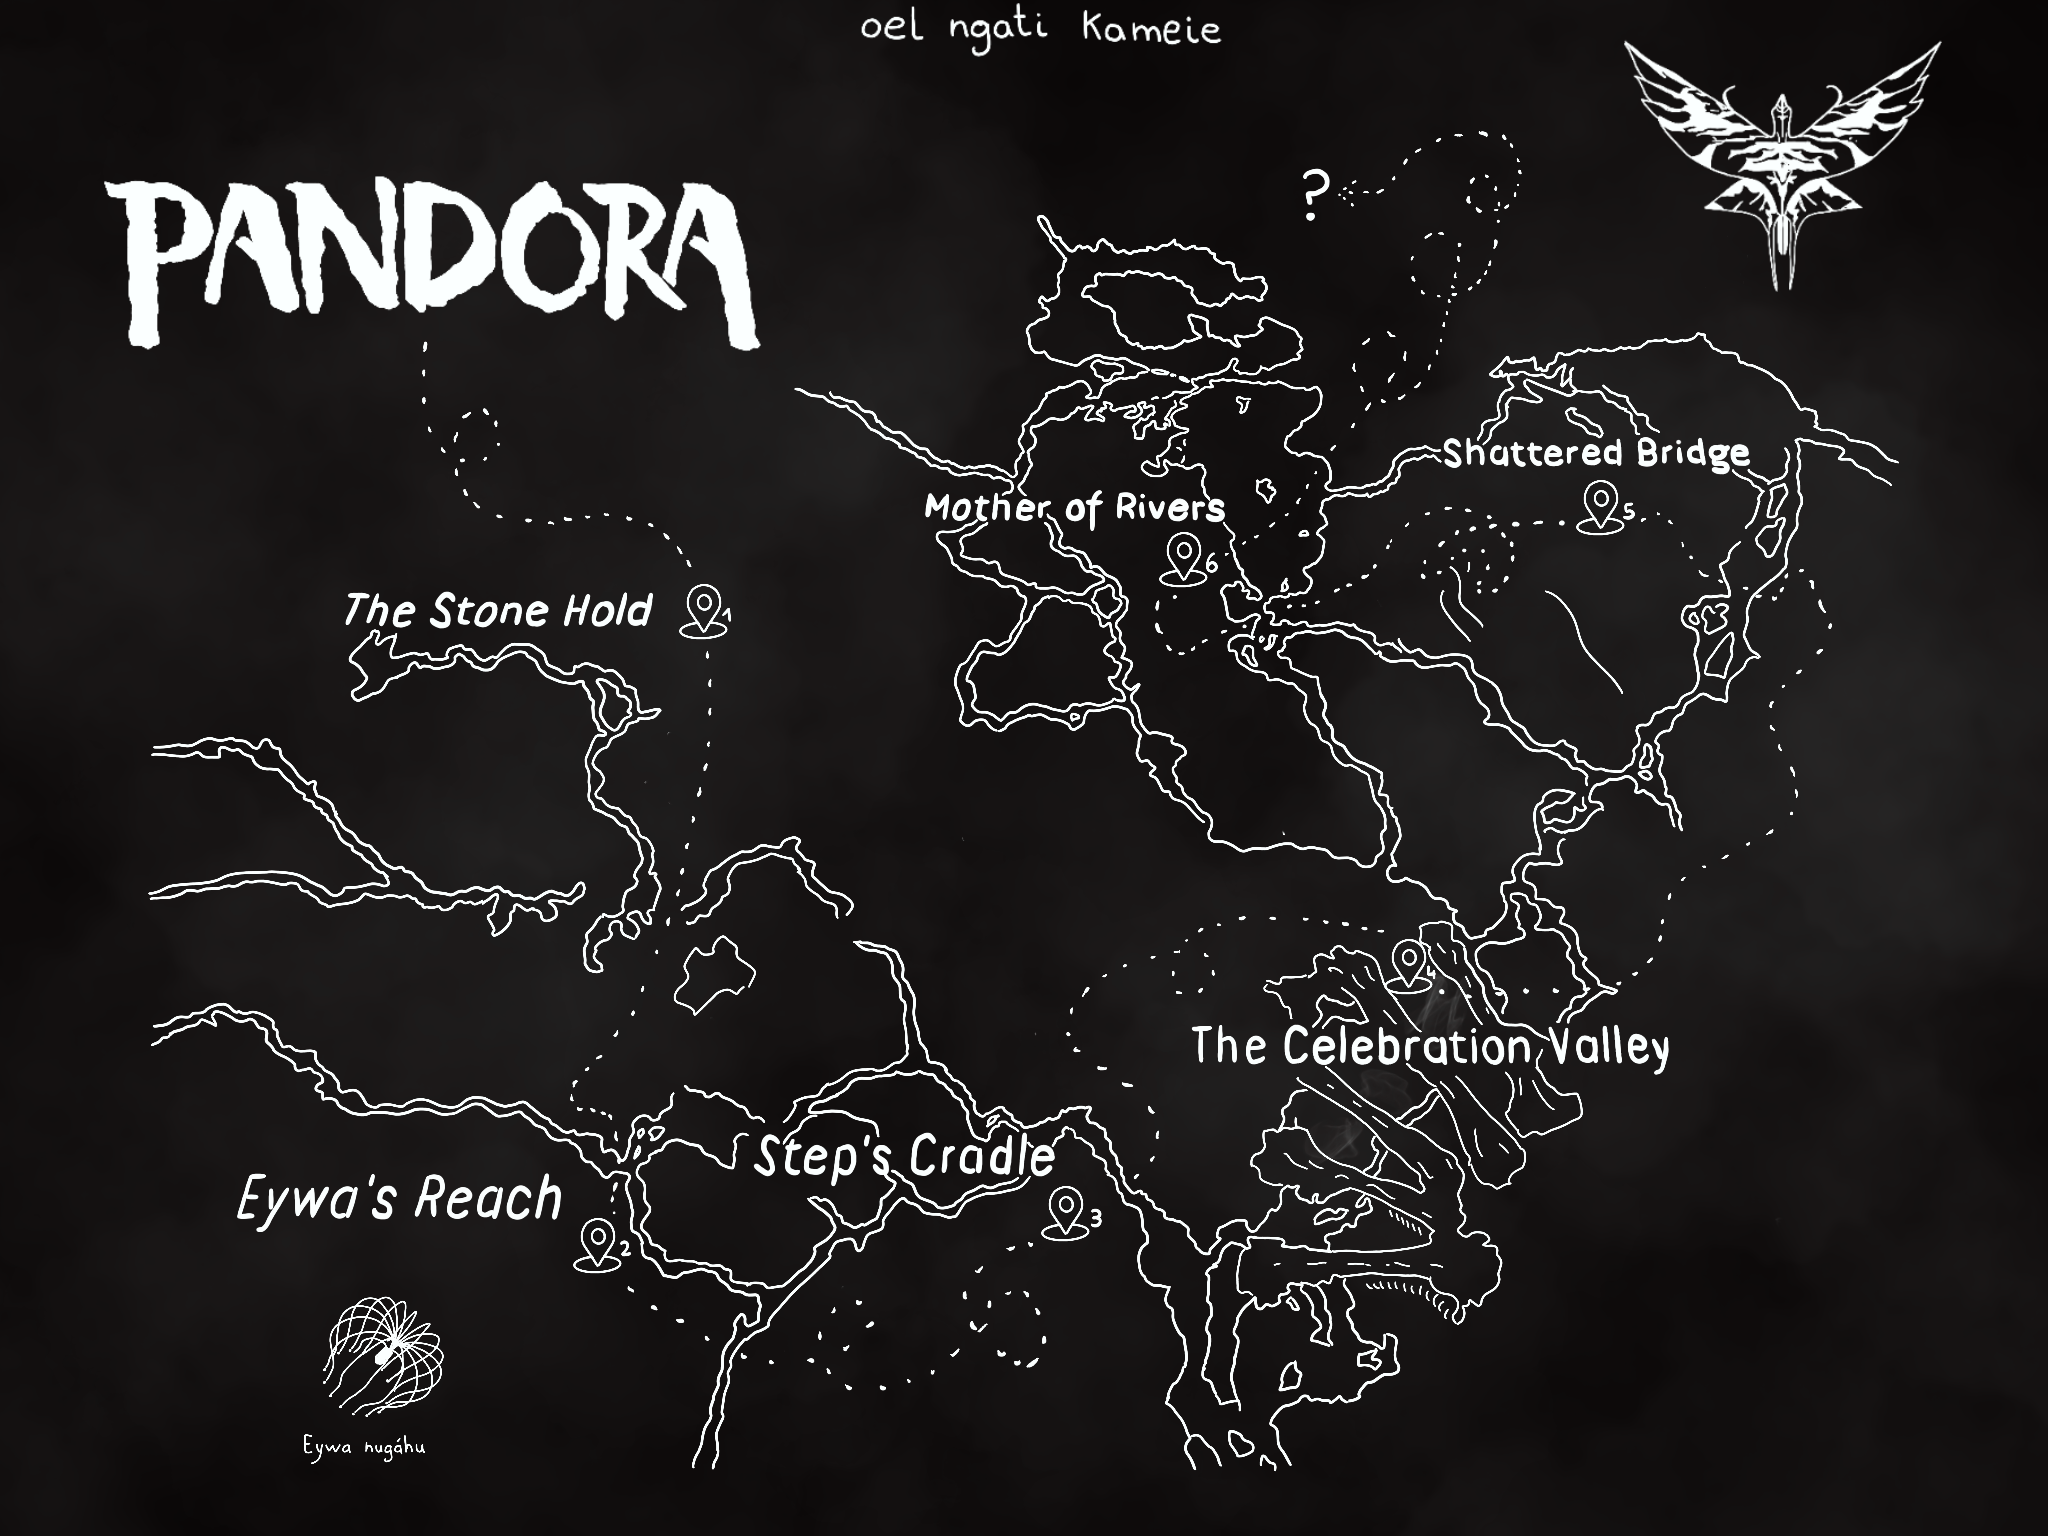 oel ngati Kameie
PANDORA
?
Shattered Bridge
5
Mother of Rivers
6
The Stone Hold
1
4
The Celebration Valley
Step's Cradle
3
Eywa's Reach
2
Eywa nugáhu